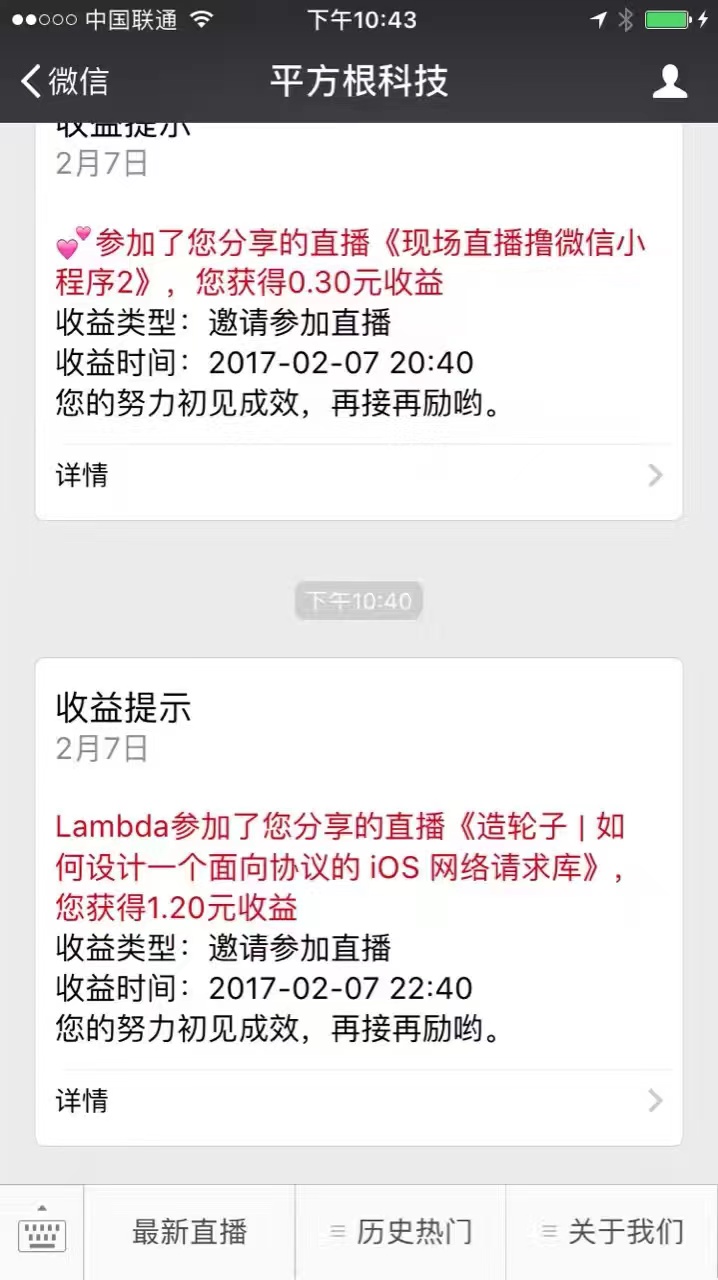 中国联通 下午10:43
微信 平方根科技
收益提示
2月7日
💕参加了您分享的直播《现场直播撸微信小
程序2》，您获得0.30元收益
收益类型：邀请参加直播
收益时间：2017-02-07 20:40
您的努力初见成效，再接再励哟。
详情
下午10:40
收益提示
2月7日
Lambda参加了您分享的直播《造轮子 | 如
何设计一个面向协议的 iOS 网络请求库》，
您获得1.20元收益
收益类型：邀请参加直播
收益时间：2017-02-07 22:40
您的努力初见成效，再接再励哟。
详情
最新直播 历史热门 关于我们